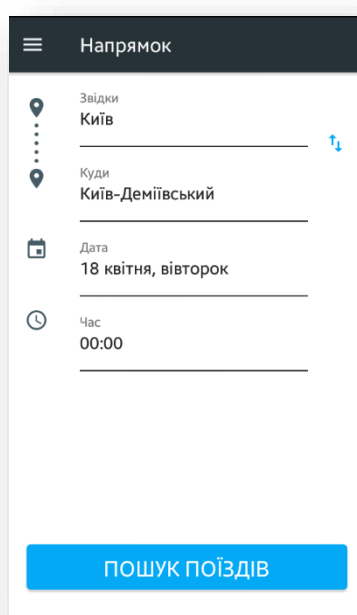 Напрямок
Звідки
Київ
Куди
Київ-Деміївський
Дата
18 квітня, вівторок
Час
00:00
ПОШУК ПОЇЗДІВ